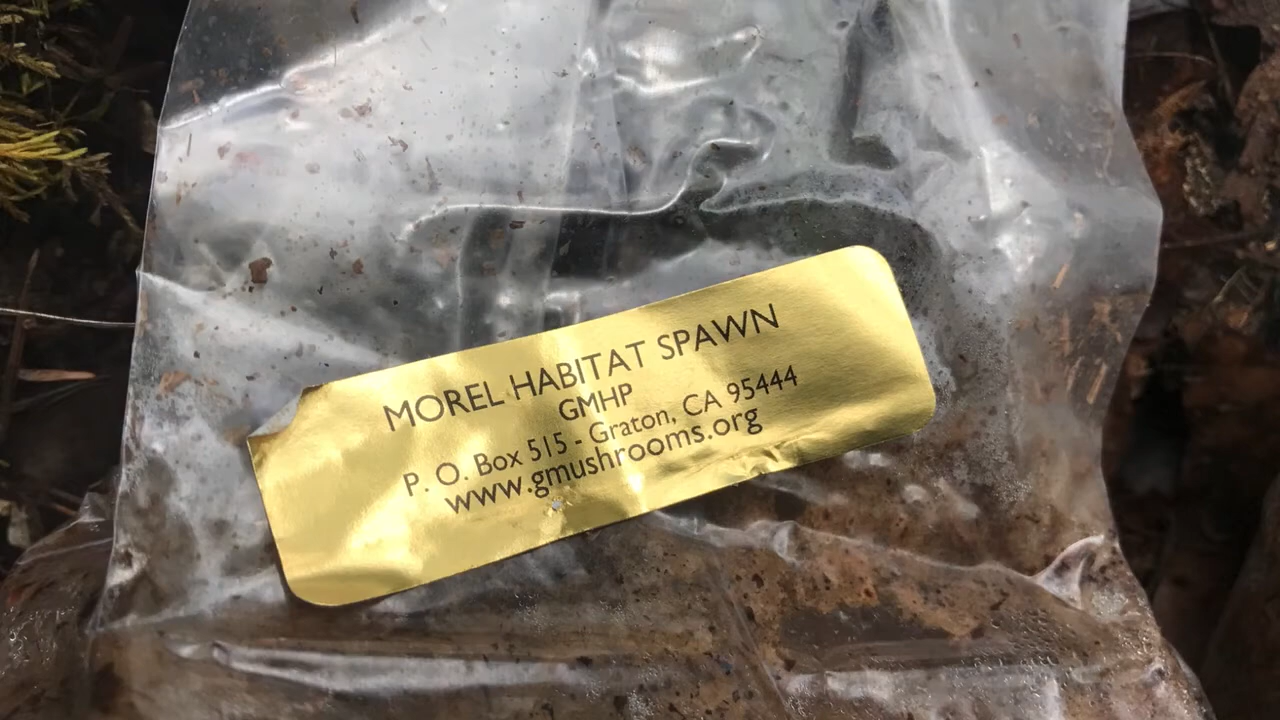 MOREL HABITAT SPAWN
GMHP
P. O. Box 515 - Graton, CA 95444
www.gmushrooms.org